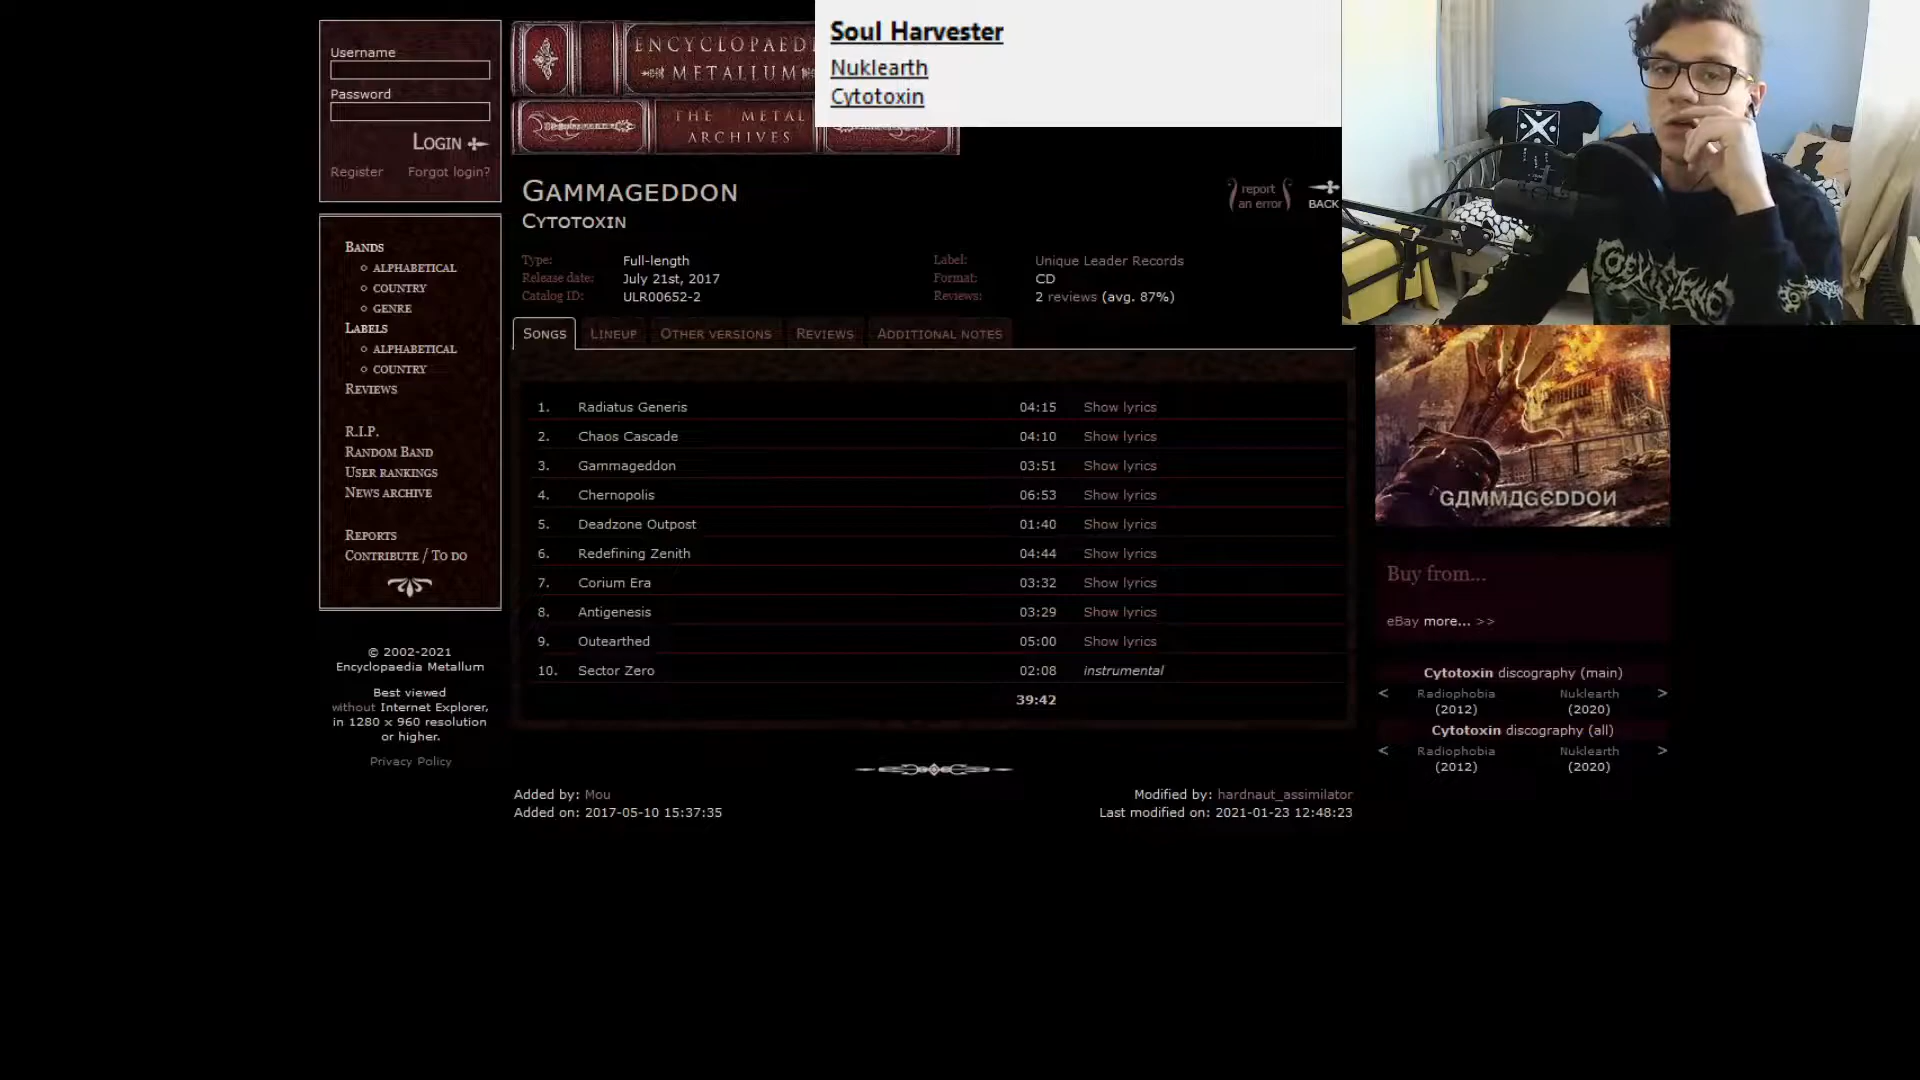 Username
Password
LOGIN
Register Forgot login?
ENCYCLOPAED
METALLUM
THE METAL
ARCHIVES
Soul Harvester
Nuklearth
Cytotoxin
BANDS
ALPHABETICAL
COUNTRY
GENRE
LABELS
ALPHABETICAL
COUNTRY
REVIEWS
R.I.P.
RANDOM BAND
USER RANKINGS
NEWS ARCHIVE
REPORTS
CONTRIBUTE / TO DO
© 2002-2021
Encyclopaedia Metallum
Best viewed
without Internet Explorer,
in 1280 x 960 resolution
or higher.
Privacy Policy
GAMMAGEDDON
CYTOTOXIN
report
an error
BACK
Type: Full-length
Release date: July 21st, 2017
Catalog ID: ULR00652-2
Label: Unique Leader Records
Format: CD
Reviews: 2 reviews (avg. 87%)
SONGS LINEUP OTHER VERSIONS REVIEWS ADDITIONAL NOTES
1. Radiatus Generis 04:15 Show lyrics
2. Chaos Cascade 04:10 Show lyrics
3. Gammageddon 03:51 Show lyrics
4. Chernopolis 06:53 Show lyrics
5. Deadzone Outpost 01:40 Show lyrics
6. Redefining Zenith 04:44 Show lyrics
7. Corium Era 03:32 Show lyrics
8. Antigenesis 03:29 Show lyrics
9. Outearthed 05:00 Show lyrics
10. Sector Zero 02:08 instrumental
39:42
Added by: Mou
Added on: 2017-05-10 15:37:35
Modified by: hardnaut_assimilator
Last modified on: 2021-01-23 12:48:23
GДMMДGЄDDOИ
Buy from...
eBay more... >>
Cytotoxin discography (main)
< Radiophobia Nuklearth >
(2012) (2020)
Cytotoxin discography (all)
< Radiophobia Nuklearth >
(2012) (2020)